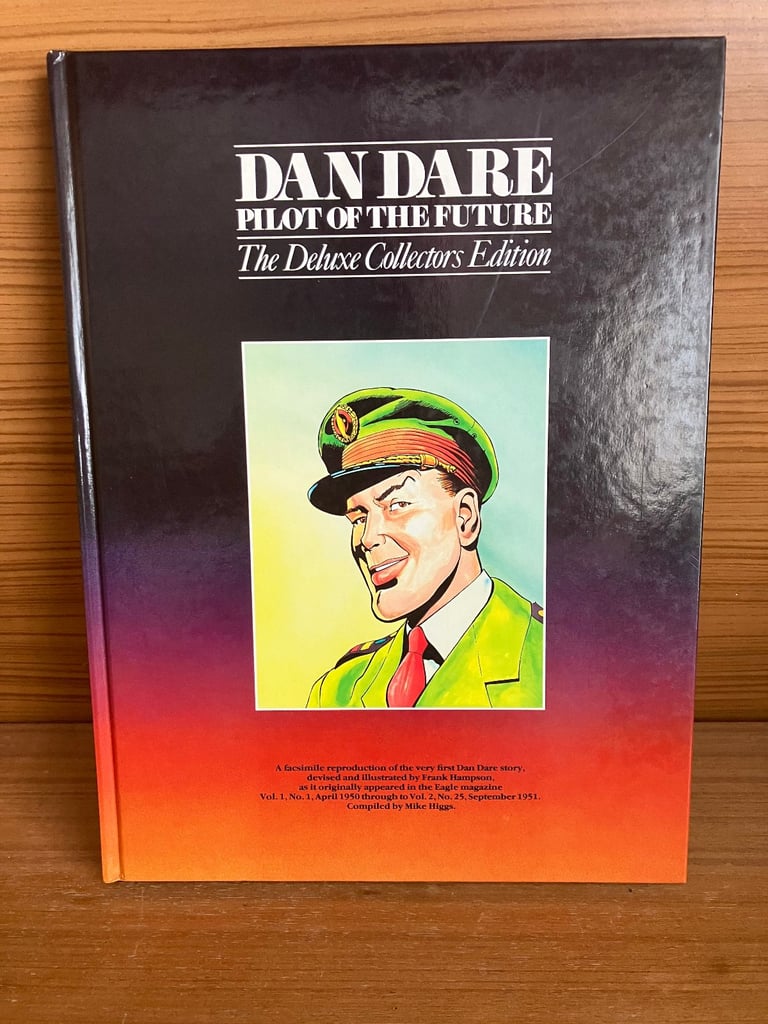 DAN DARE
PILOT OF THE FUTURE
The Deluxe Collectors Edition
A facsimile reproduction of the very first Dan Dare story,
devised and illustrated by Frank Hampson,
as it originally appeared in the Eagle magazine
Vol. 1, No. 1, April 1950 through to Vol. 2, No. 25, September 1951.
Compiled by Mike Higgs.